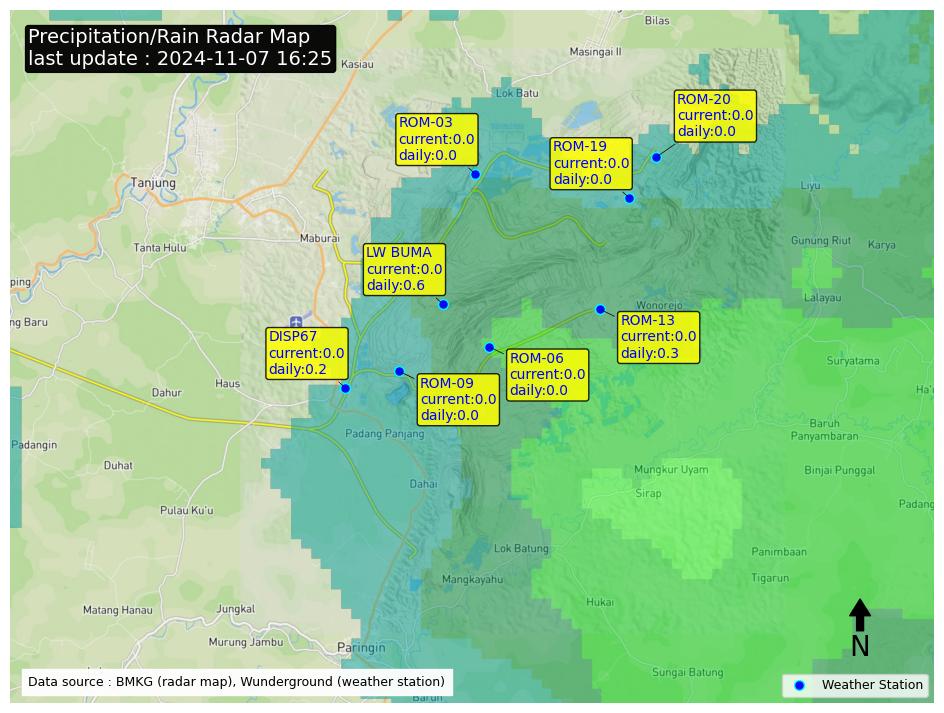 Precipitation/Rain Radar Map
last update : 2024-11-07 16:25
Bilas
Masingai II
Kasiau
Lok Batu
ROM-20
current:0.0
daily:0.0
ROM-03
current:0.0
daily:0.0
ROM-19
current:0.0
daily:0.0
Tanjung
Liyu
Maburai
Tanta Hulu
Gunung Riut
Karya
LW BUMA
current:0.0
daily:0.6
ping
Lalayau
Wonorejo
ng Baru
ROM-13
current:0.0
daily:0.3
DISP67
current:0.0
daily:0.2
ROM-06
current:0.0
daily:0.0
Suryatama
Haus
Dahur
ROM-09
current:0.0
daily:0.0
Ha'
Baruh
Panyambaran
Padang Panjang
Padangin
Duhat
Mungkur Uyam
Binjai Punggal
Dahai
Sirap
Pulau Ku'u
Padang
Lok Batung
Panimbaan
Mangkayahu
Tigarun
Hukai
Matang Hanau
Jungkal
Murung Jambu
Paringin
N
Sungai Batung
Data source : BMKG (radar map), Wunderground (weather station)
Weather Station
Baruh